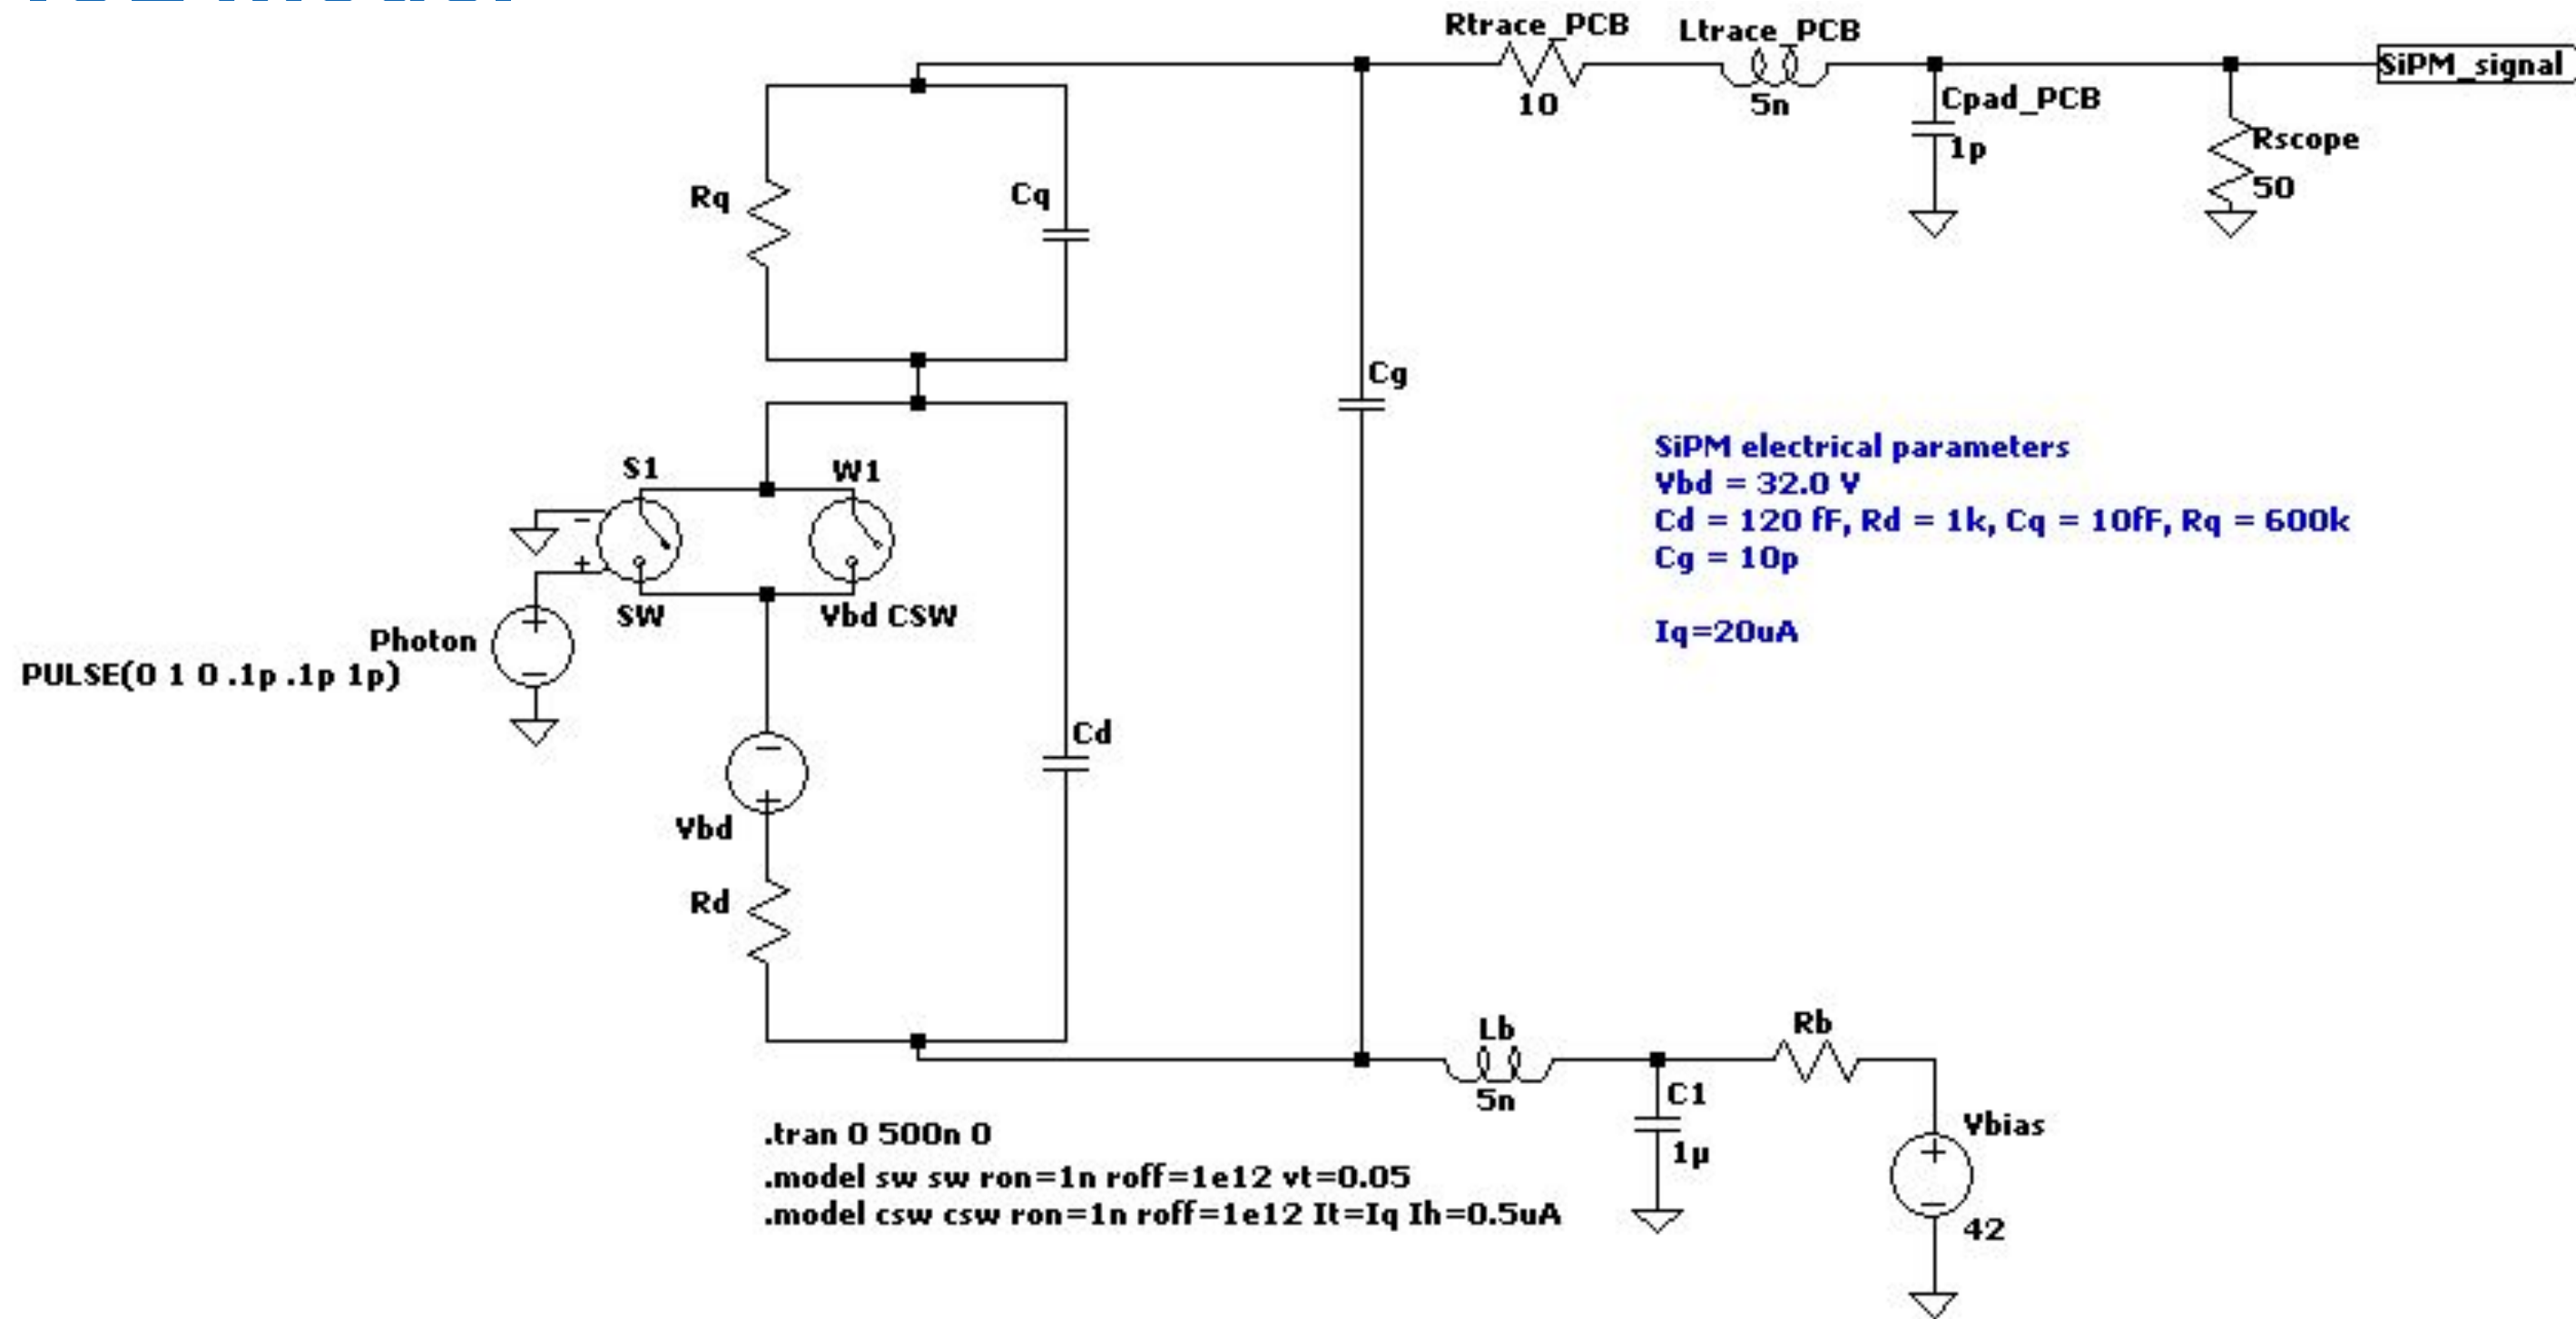 Rtrace_PCB
Ltrace_PCB
SiPM_signal
10
5n
Cpad_PCB
1p
Rscope
50
Rq
Cq
Cg
S1
W1
SiPM electrical parameters
Vbd = 32.0 V
Cd = 120 fF, Rd = 1k, Cq = 10fF, Rq = 600k
Cg = 10p
Iq=20uA
SW
Vbd CSW
Photon
PULSE(0 1 0 .1p .1p 1p)
Cd
Vbd
Rd
Lb
5n
Rb
C1
1µ
Vbias
42
.tran 0 500n 0
.model sw sw ron=1n roff=1e12 vt=0.05
.model csw csw ron=1n roff=1e12 It=Iq Ih=0.5uA